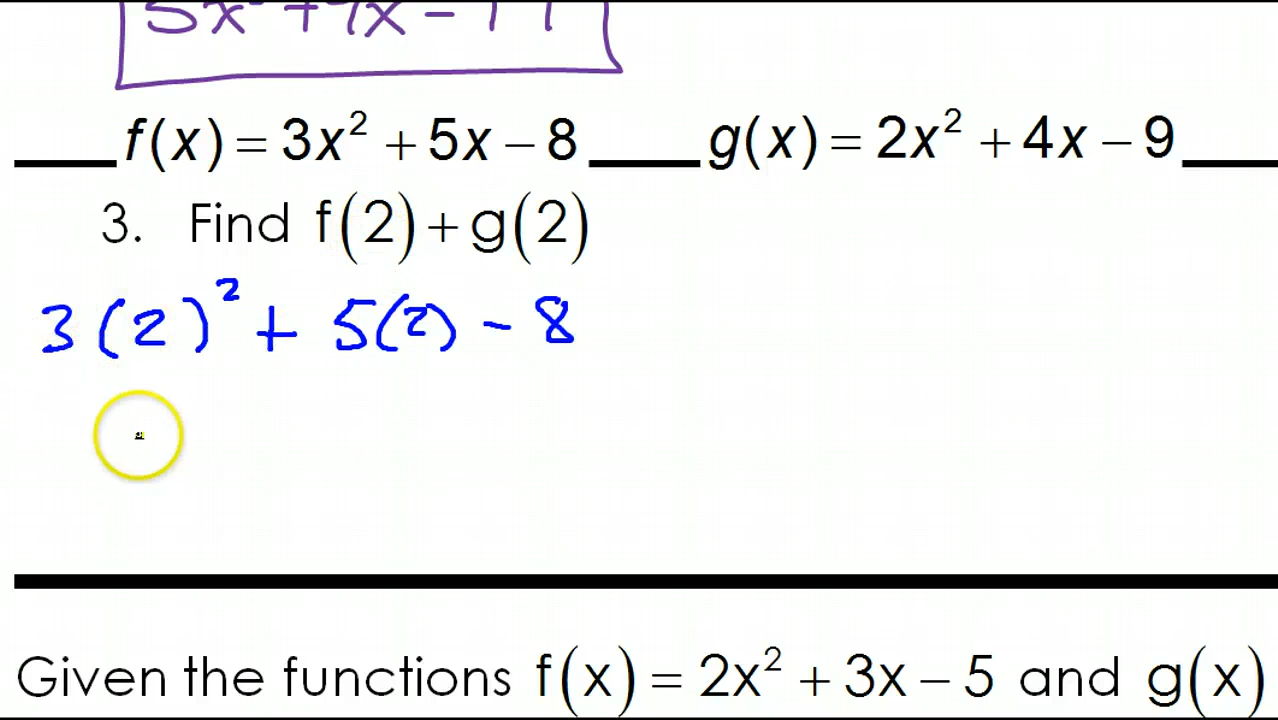 f(x) = 3x² + 5x − 8 g(x) = 2x² + 4x − 9
3. Find f(2) + g(2)
3(2)² + 5(2) − 8
Given the functions f(x) = 2x² + 3x − 5 and g(x)